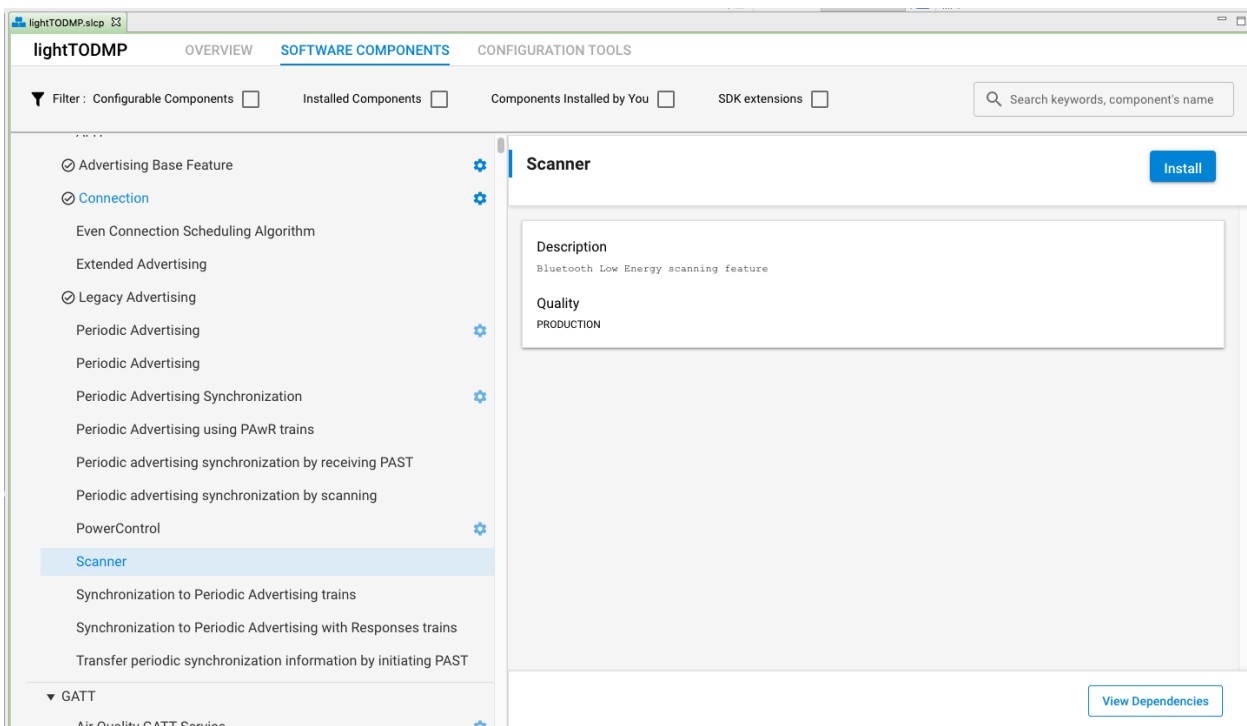 lightTODMP.slcp
lightTODMP OVERVIEW SOFTWARE COMPONENTS CONFIGURATION TOOLS
Filter : Configurable Components Installed Components Components Installed by You SDK extensions Search keywords, component's name
Advertising Base Feature
Connection
Even Connection Scheduling Algorithm
Extended Advertising
Legacy Advertising
Periodic Advertising
Periodic Advertising
Periodic Advertising Synchronization
Periodic Advertising using PAwR trains
Periodic advertising synchronization by receiving PAST
Periodic advertising synchronization by scanning
PowerControl
Scanner
Synchronization to Periodic Advertising trains
Synchronization to Periodic Advertising with Responses trains
Transfer periodic synchronization information by initiating PAST
GATT
Air Quality GATT Service
Scanner
Install
Description
Bluetooth Low Energy scanning feature
Quality
PRODUCTION
View Dependencies